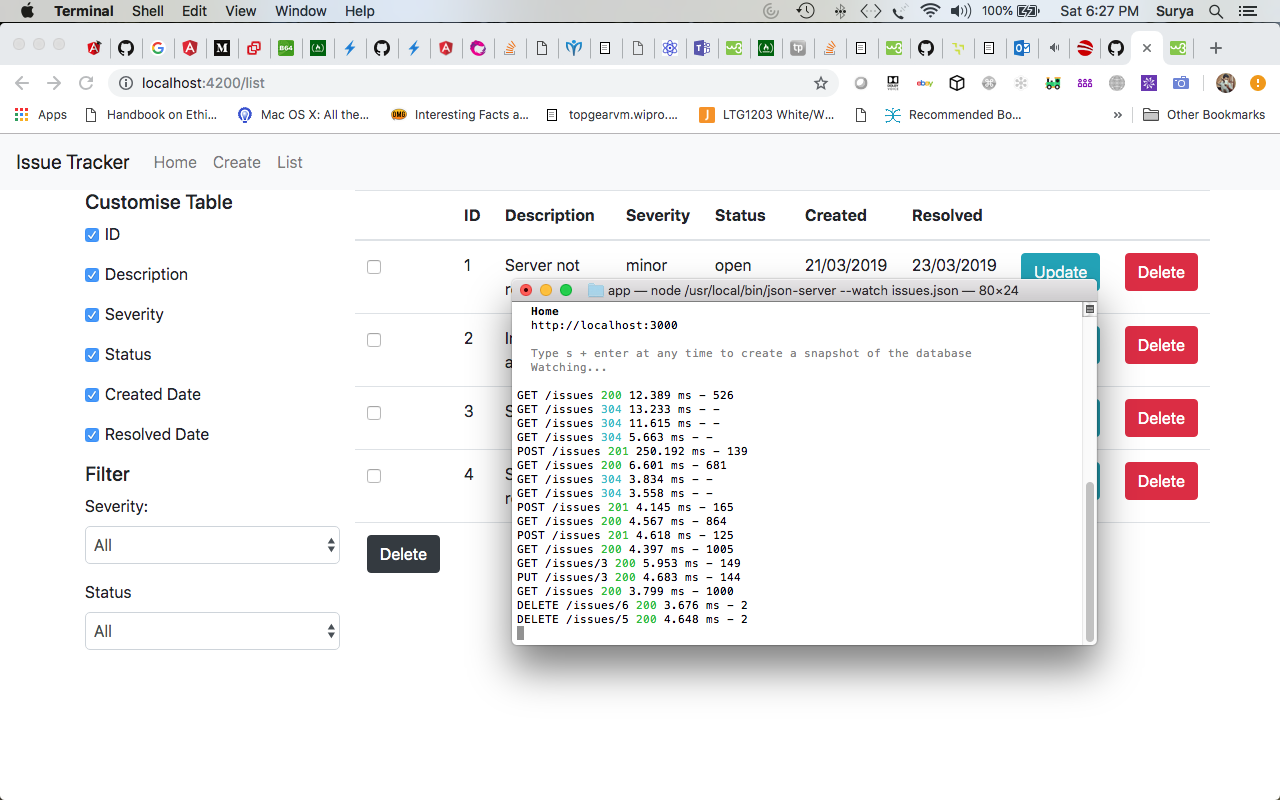 Terminal Shell Edit View Window Help 100% Sat 6:27 PM Surya
localhost:4200/list
Apps Handbook on Ethi... Mac OS X: All the... Interesting Facts a... topgearvm.wipro.... LTG1203 White/W... Recommended Bo... » Other Bookmarks
Issue Tracker Home Create List
Customise Table
ID
Description
Severity
Status
Created Date
Resolved Date
Filter
Severity:
All
Status
All
ID Description Severity Status Created Resolved
1 Server not minor open 21/03/2019 23/03/2019 Update Delete
2 Delete
3 Delete
4 Delete
Delete
app — node /usr/local/bin/json-server --watch issues.json — 80×24
Home
http://localhost:3000
Type s + enter at any time to create a snapshot of the database
Watching...
GET /issues 200 12.389 ms - 526
GET /issues 304 13.233 ms - -
GET /issues 304 11.615 ms - -
GET /issues 304 5.663 ms - -
POST /issues 201 250.192 ms - 139
GET /issues 200 6.601 ms - 681
GET /issues 304 3.834 ms - -
GET /issues 304 3.558 ms - -
POST /issues 201 4.145 ms - 165
GET /issues 200 4.567 ms - 864
POST /issues 201 4.618 ms - 125
GET /issues 200 4.397 ms - 1005
GET /issues/3 200 5.953 ms - 149
PUT /issues/3 200 4.683 ms - 144
GET /issues 200 3.799 ms - 1000
DELETE /issues/6 200 3.676 ms - 2
DELETE /issues/5 200 4.648 ms - 2